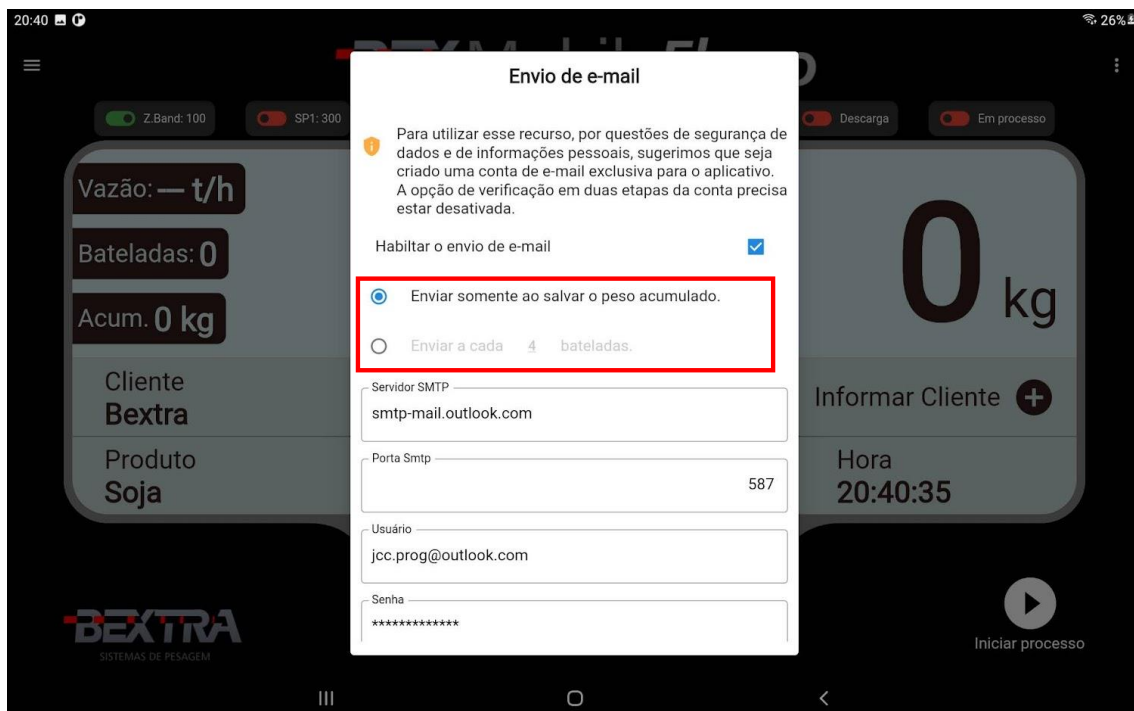 20:40
26%
BEXTRA Mobile Fluxo
Z.Band: 100
SP1: 300
Descarga
Em processo
Envio de e-mail
Para utilizar esse recurso, por questões de segurança de
dados e de informações pessoais, sugerimos que seja
criado uma conta de e-mail exclusiva para o aplicativo.
A opção de verificação em duas etapas da conta precisa
estar desativada.
Habiltar o envio de e-mail
Enviar somente ao salvar o peso acumulado.
Enviar a cada 4 bateladas.
Servidor SMTP
smtp-mail.outlook.com
Porta Smtp
587
Usuário
jcc.prog@outlook.com
Senha
*************
Vazão: — t/h
Bateladas: 0
Acum. 0 kg
0 kg
Cliente
Bextra
Informar Cliente
Produto
Soja
Hora
20:40:35
BEXTRA
SISTEMAS DE PESAGEM
Iniciar processo